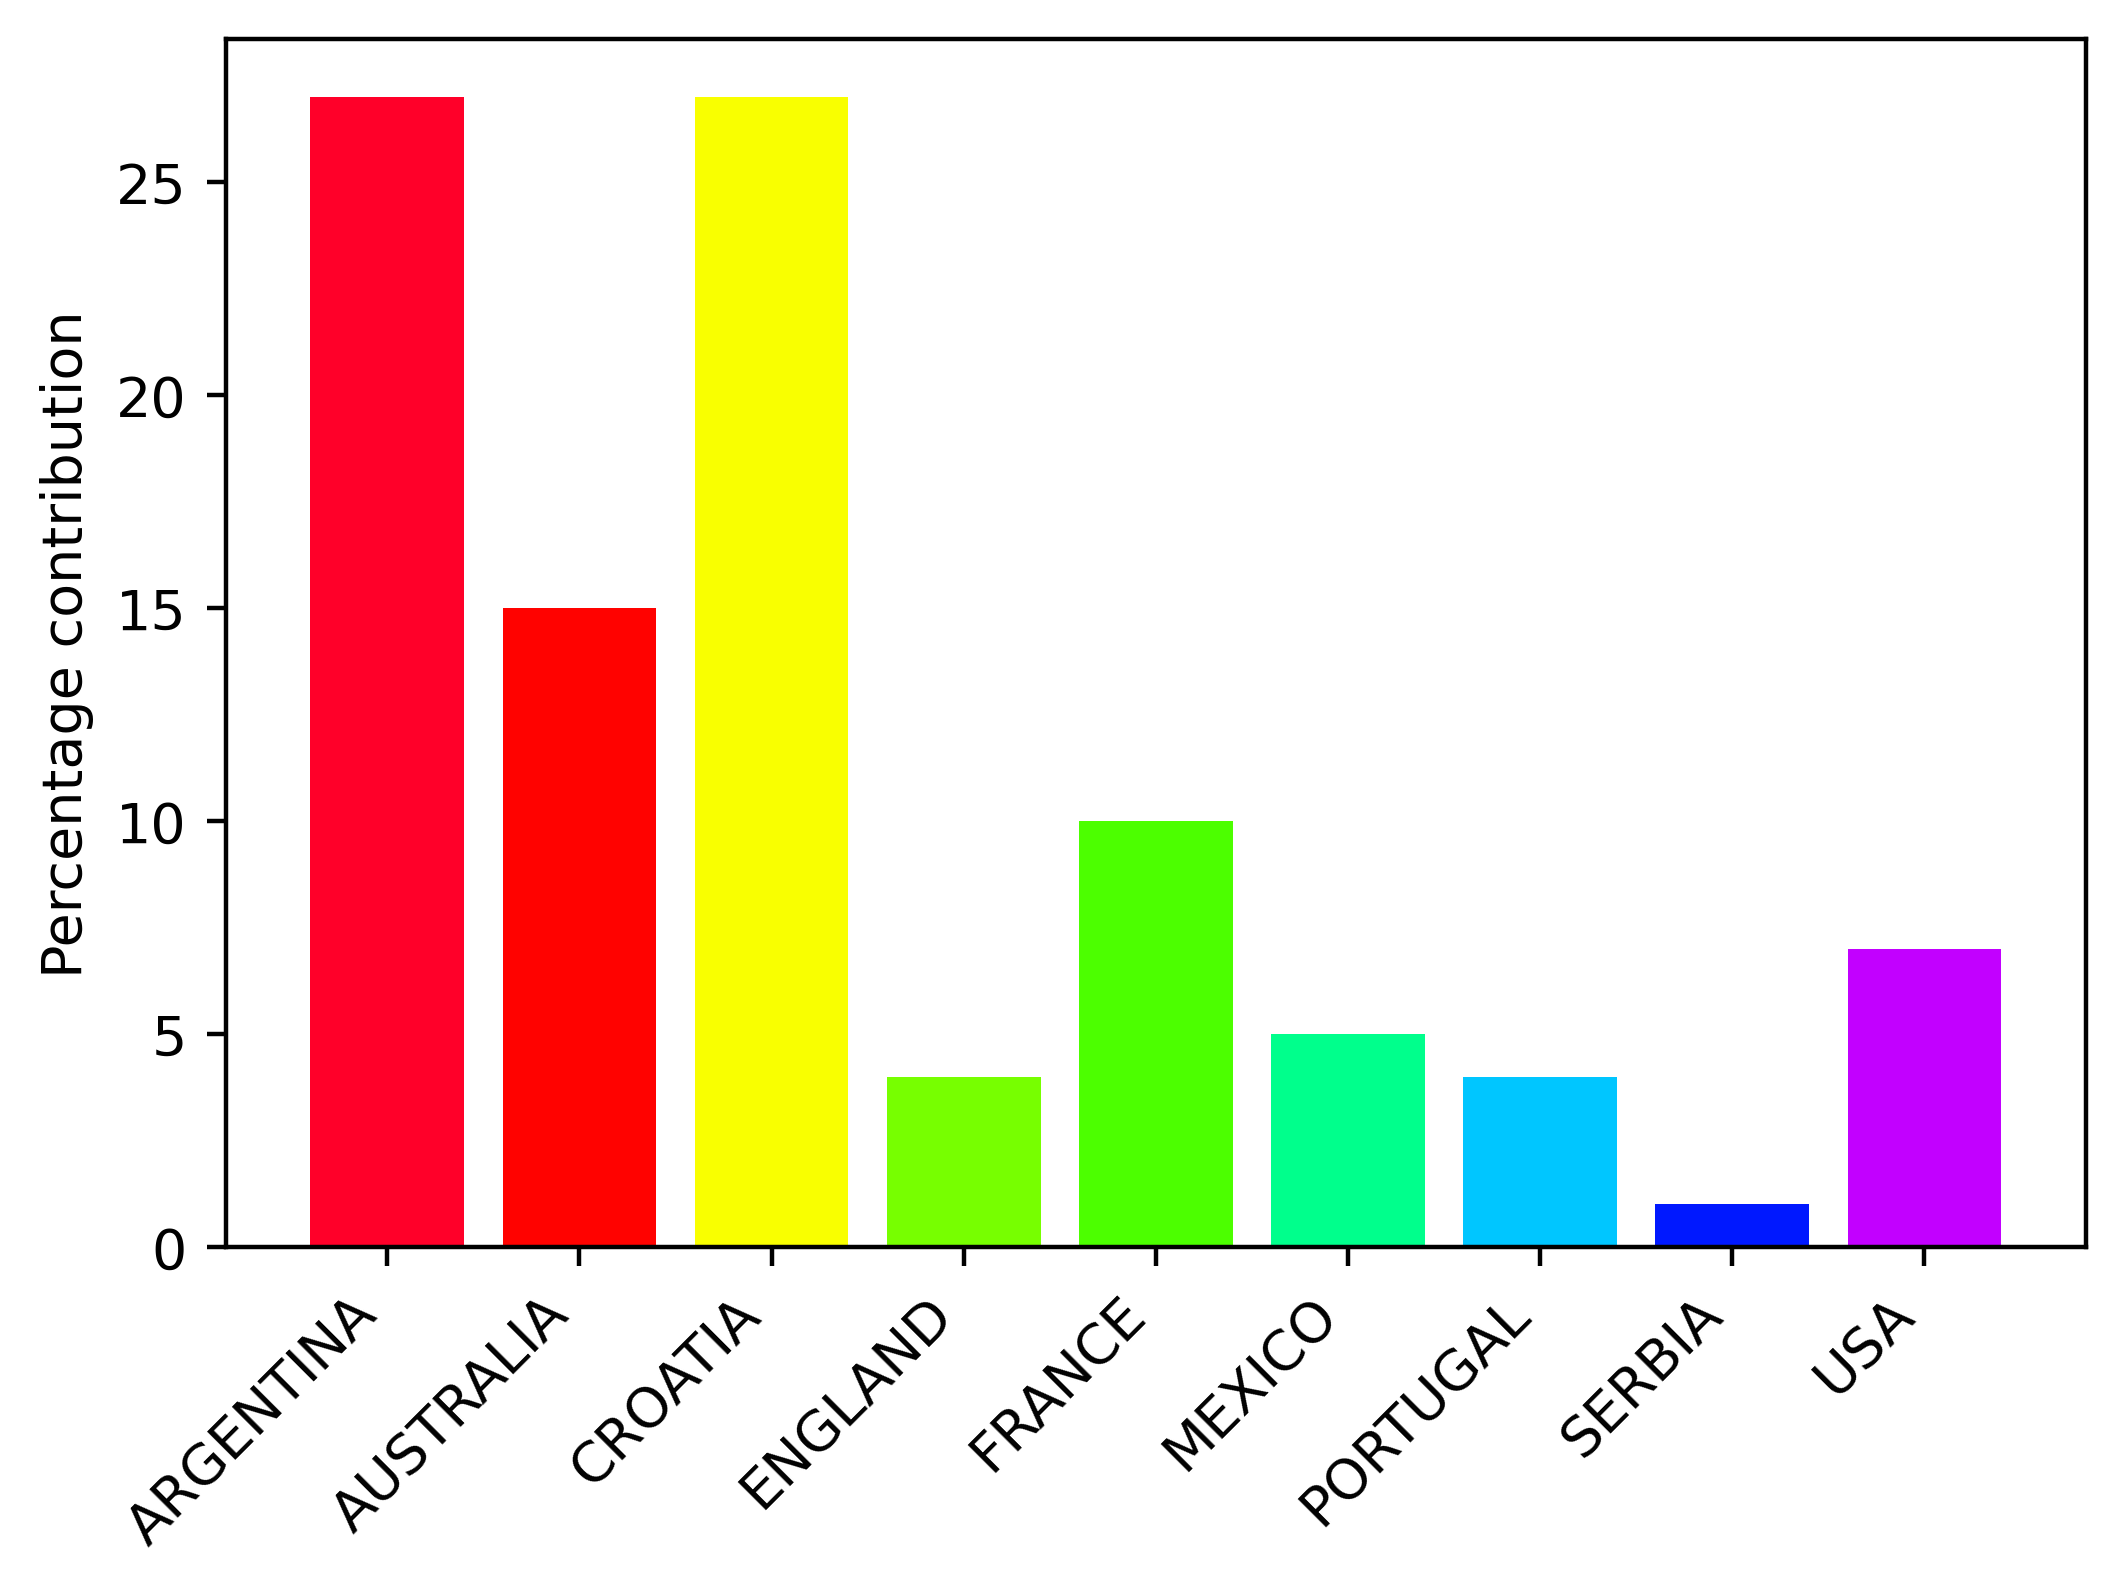 Percentage contribution
25
20
15
10
5
0
ARGENTINA
AUSTRALIA
CROATIA
ENGLAND
FRANCE
MEXICO
PORTUGAL
SERBIA
USA